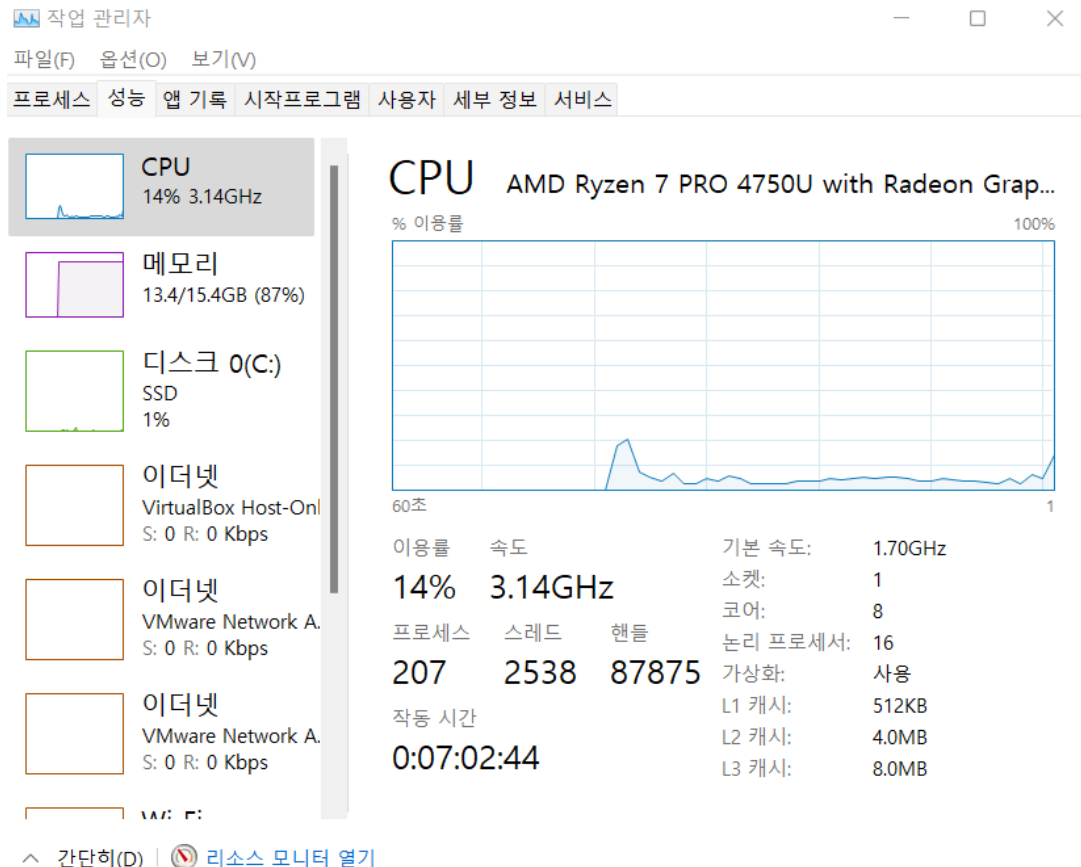 작업 관리자
파일(F) 옵션(O) 보기(V)
프로세스 성능 앱 기록 시작프로그램 사용자 세부 정보 서비스
CPU
14% 3.14GHz
메모리
13.4/15.4GB (87%)
디스크 0(C:)
SSD
1%
이더넷
VirtualBox Host-Onl
S: 0 R: 0 Kbps
이더넷
VMware Network A.
S: 0 R: 0 Kbps
이더넷
VMware Network A.
S: 0 R: 0 Kbps
Wi-Fi
CPU AMD Ryzen 7 PRO 4750U with Radeon Grap...
% 이용률 100%
60초 1
이용률 속도
14% 3.14GHz
프로세스 스레드 핸들
207 2538 87875
작동 시간
0:07:02:44
기본 속도: 1.70GHz
소켓: 1
코어: 8
논리 프로세서: 16
가상화: 사용
L1 캐시: 512KB
L2 캐시: 4.0MB
L3 캐시: 8.0MB
간단히(D) 리소스 모니터 열기